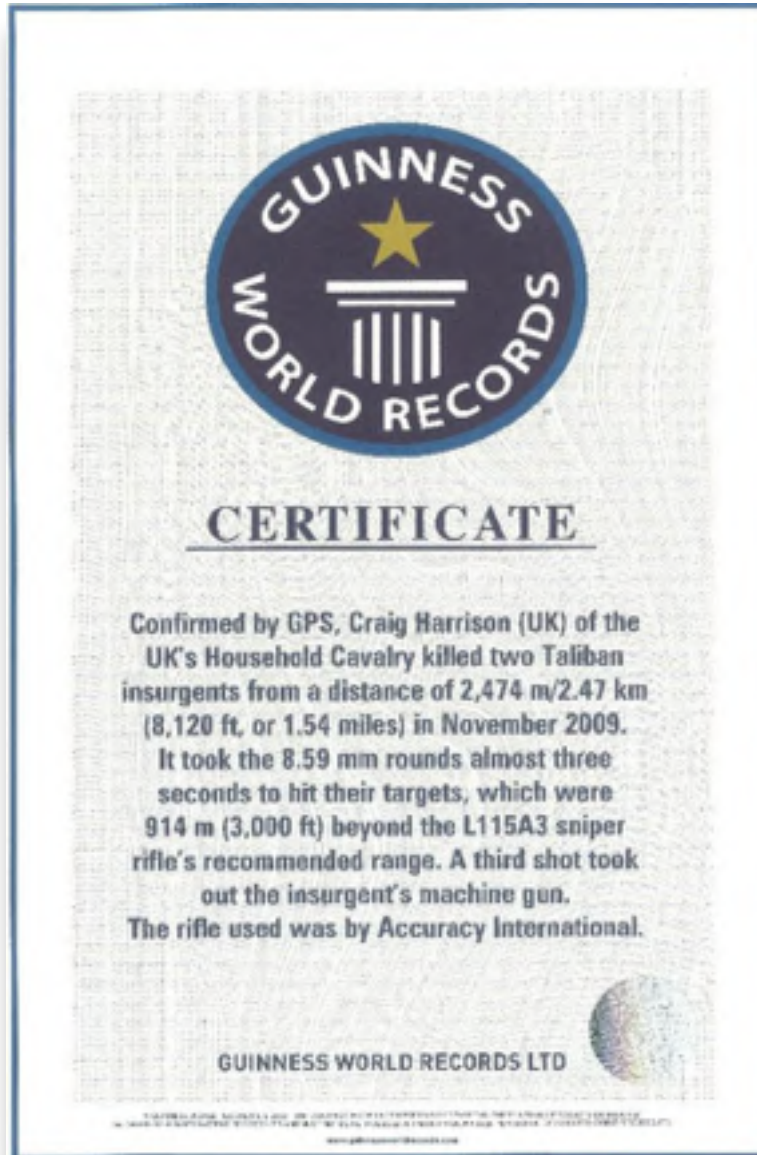 GUINNESS
WORLD RECORDS
CERTIFICATE
Confirmed by GPS, Craig Harrison (UK) of the
UK's Household Cavalry killed two Taliban
insurgents from a distance of 2,474 m/2.47 km
(8,120 ft, or 1.54 miles) in November 2009.
It took the 8.59 mm rounds almost three
seconds to hit their targets, which were
914 m (3,000 ft) beyond the L115A3 sniper
rifle's recommended range. A third shot took
out the insurgent's machine gun.
The rifle used was by Accuracy International.
GUINNESS WORLD RECORDS LTD